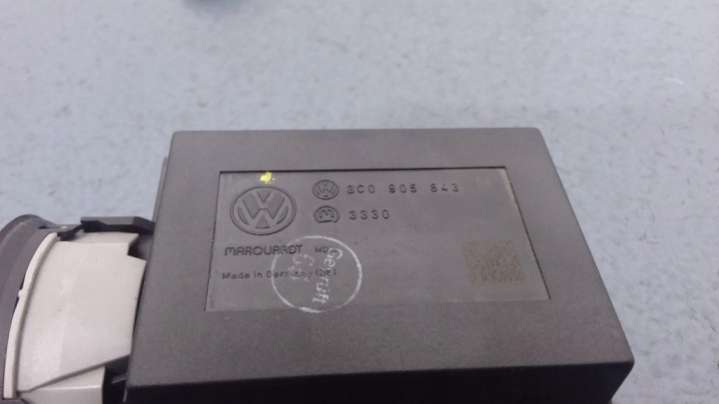 3C0 905 843
3330
MARQUARDT
Made in Germany
Geprüft